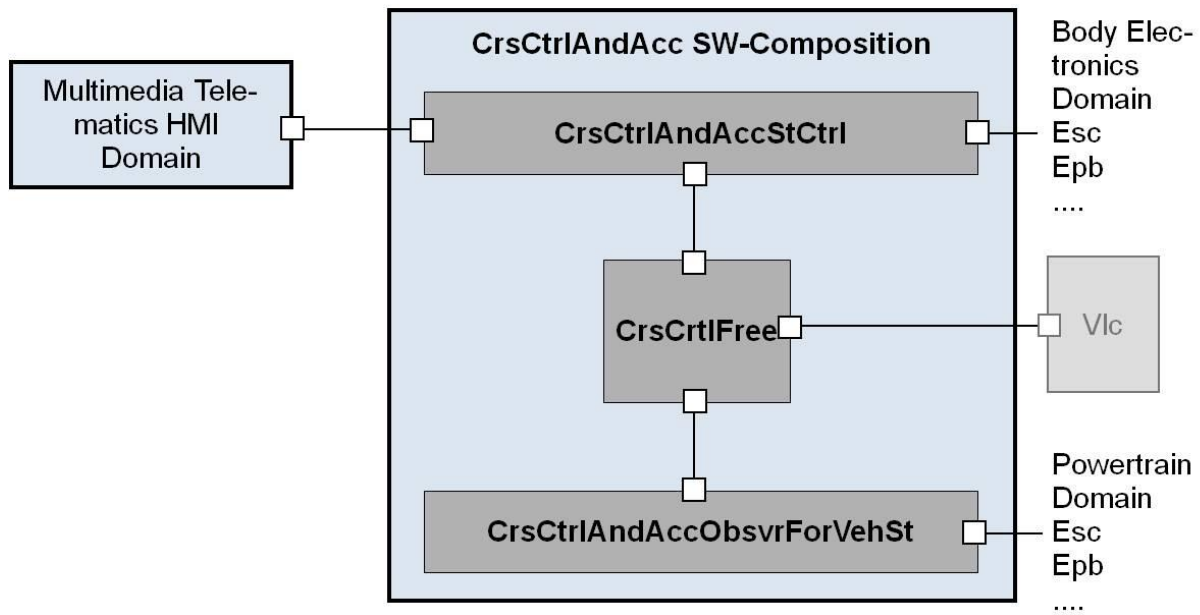 CrsCtrlAndAcc SW-Composition
Multimedia Tele-
matics HMI
Domain
CrsCtrlAndAccStCtrl
Body Elec-
tronics
Domain
Esc
Epb
....
CrsCrtlFree
Vlc
CrsCtrlAndAccObsvrForVehSt
Powertrain
Domain
Esc
Epb
....